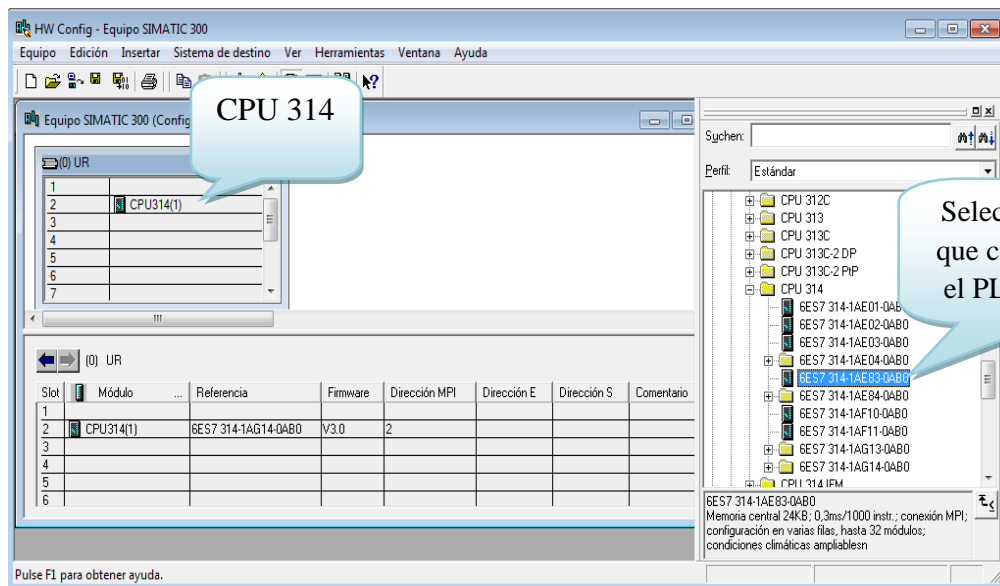 HW Config - Equipo SIMATIC 300
Equipo Edición Insertar Sistema de destino Ver Herramientas Ventana Ayuda
CPU 314
Equipo SIMATIC 300 (Config
(0) UR
1
2 CPU314(1)
3
4
5
6
7
(0) UR
Slot Módulo ... Referencia Firmware Dirección MPI Dirección E Dirección S Comentario
1
2 CPU314(1) 6ES7 314-1AG14-0AB0 V3.0 2
3
4
5
6
Suchen:
Perfil: Estándar
CPU 312C
CPU 313
CPU 313C
CPU 313C-2 DP
CPU 313C-2 PtP
CPU 314
6ES7 314-1AE01-0AB
6ES7 314-1AE02-0AB0
6ES7 314-1AE03-0AB0
6ES7 314-1AE04-0AB0
6ES7 314-1AE83-0AB0
6ES7 314-1AE84-0AB0
6ES7 314-1AF10-0AB0
6ES7 314-1AF11-0AB0
6ES7 314-1AG13-0AB0
6ES7 314-1AG14-0AB0
CPU 314 IFM
Selec
que c
el PL
6ES7 314-1AE83-0AB0
Memoria central 24KB; 0,3ms/1000 instr.; conexión MPI;
configuración en varias filas, hasta 32 módulos;
condiciones climáticas ampliablesn
Pulse F1 para obtener ayuda.